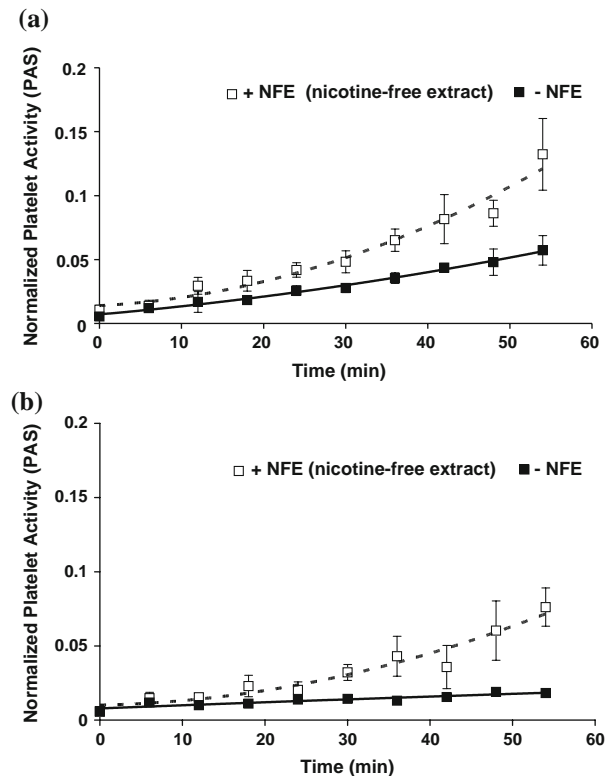 (a)
Normalized Platelet Activity (PAS)
0.2
0.15
0.1
0.05
0
+ NFE (nicotine-free extract) - NFE
0 10 20 30 40 50 60
Time (min)
(b)
Normalized Platelet Activity (PAS)
0.2
0.15
0.1
0.05
0
+ NFE (nicotine-free extract) - NFE
0 10 20 30 40 50 60
Time (min)